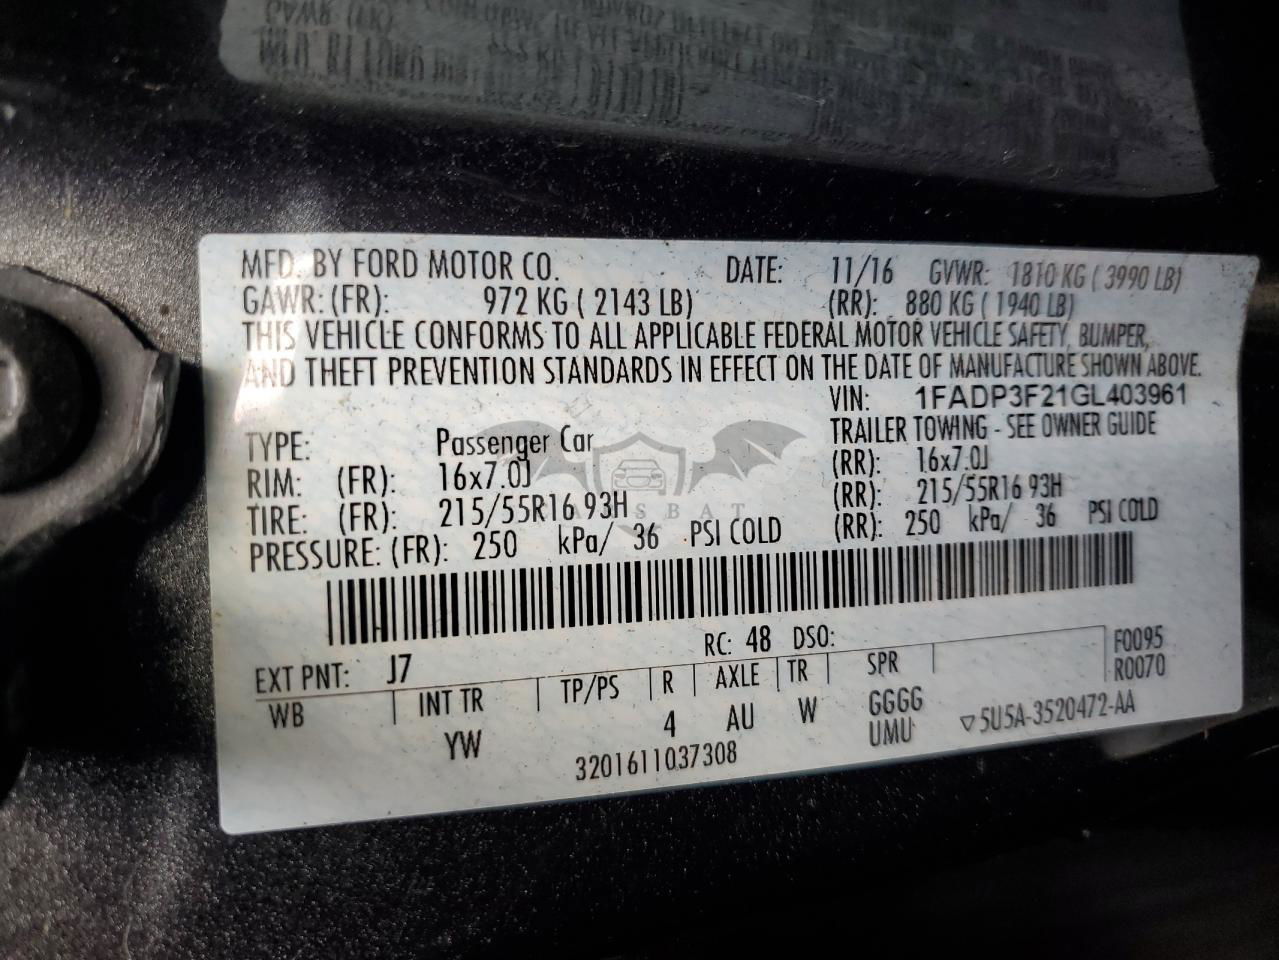 MFD. BY FORD MOTOR CO. DATE: 11/16 GVWR: 1810 KG ( 3990 LB)
GAWR: (FR): 972 KG ( 2143 LB) (RR): 880 KG ( 1940 LB)
THIS VEHICLE CONFORMS TO ALL APPLICABLE FEDERAL MOTOR VEHICLE SAFETY, BUMPER,
AND THEFT PREVENTION STANDARDS IN EFFECT ON THE DATE OF MANUFACTURE SHOWN ABOVE.
VIN: 1FADP3F21GL403961
TYPE: Passenger Car TRAILER TOWING - SEE OWNER GUIDE
RIM: (FR): 16x7.0J (RR): 16x7.0J
TIRE: (FR): 215/55R16 93H (RR): 215/55R16 93H
PRESSURE: (FR): 250 kPa/ 36 PSI COLD (RR): 250 kPa/ 36 PSI COLD
RC: 48 DSO: F0095
EXT PNT: J7 R0070
WB INT TR TP/PS R AXLE TR SPR
YW 4 AU W GGGG
UMU ▽5U5A-3520472-AA
3201611037308